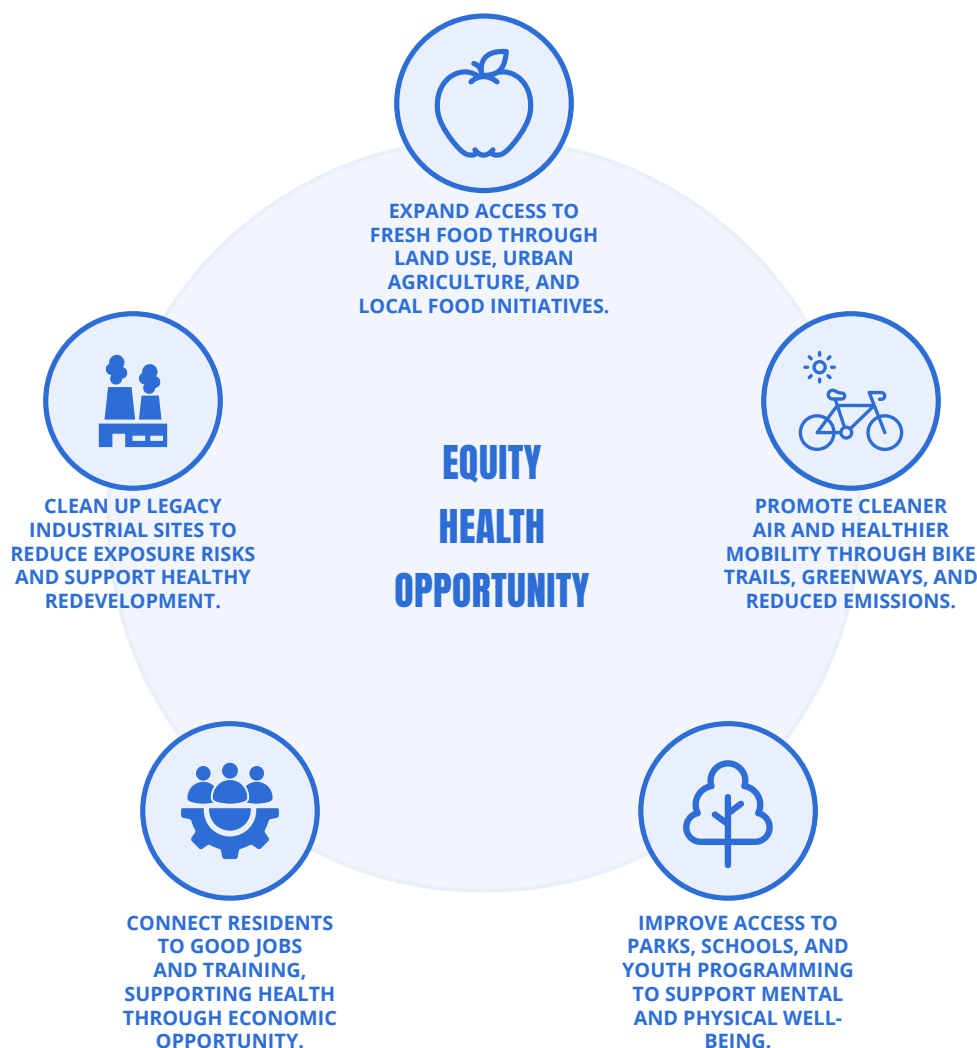 EXPAND ACCESS TO
FRESH FOOD THROUGH
LAND USE, URBAN
AGRICULTURE, AND
LOCAL FOOD INITIATIVES.
CLEAN UP LEGACY
INDUSTRIAL SITES TO
REDUCE EXPOSURE RISKS
AND SUPPORT HEALTHY
REDEVELOPMENT.
EQUITY
HEALTH
OPPORTUNITY
PROMOTE CLEANER
AIR AND HEALTHIER
MOBILITY THROUGH BIKE
TRAILS, GREENWAYS, AND
REDUCED EMISSIONS.
CONNECT RESIDENTS
TO GOOD JOBS
AND TRAINING,
SUPPORTING HEALTH
THROUGH ECONOMIC
OPPORTUNITY.
IMPROVE ACCESS TO
PARKS, SCHOOLS, AND
YOUTH PROGRAMMING
TO SUPPORT MENTAL
AND PHYSICAL WELL-
BEING.